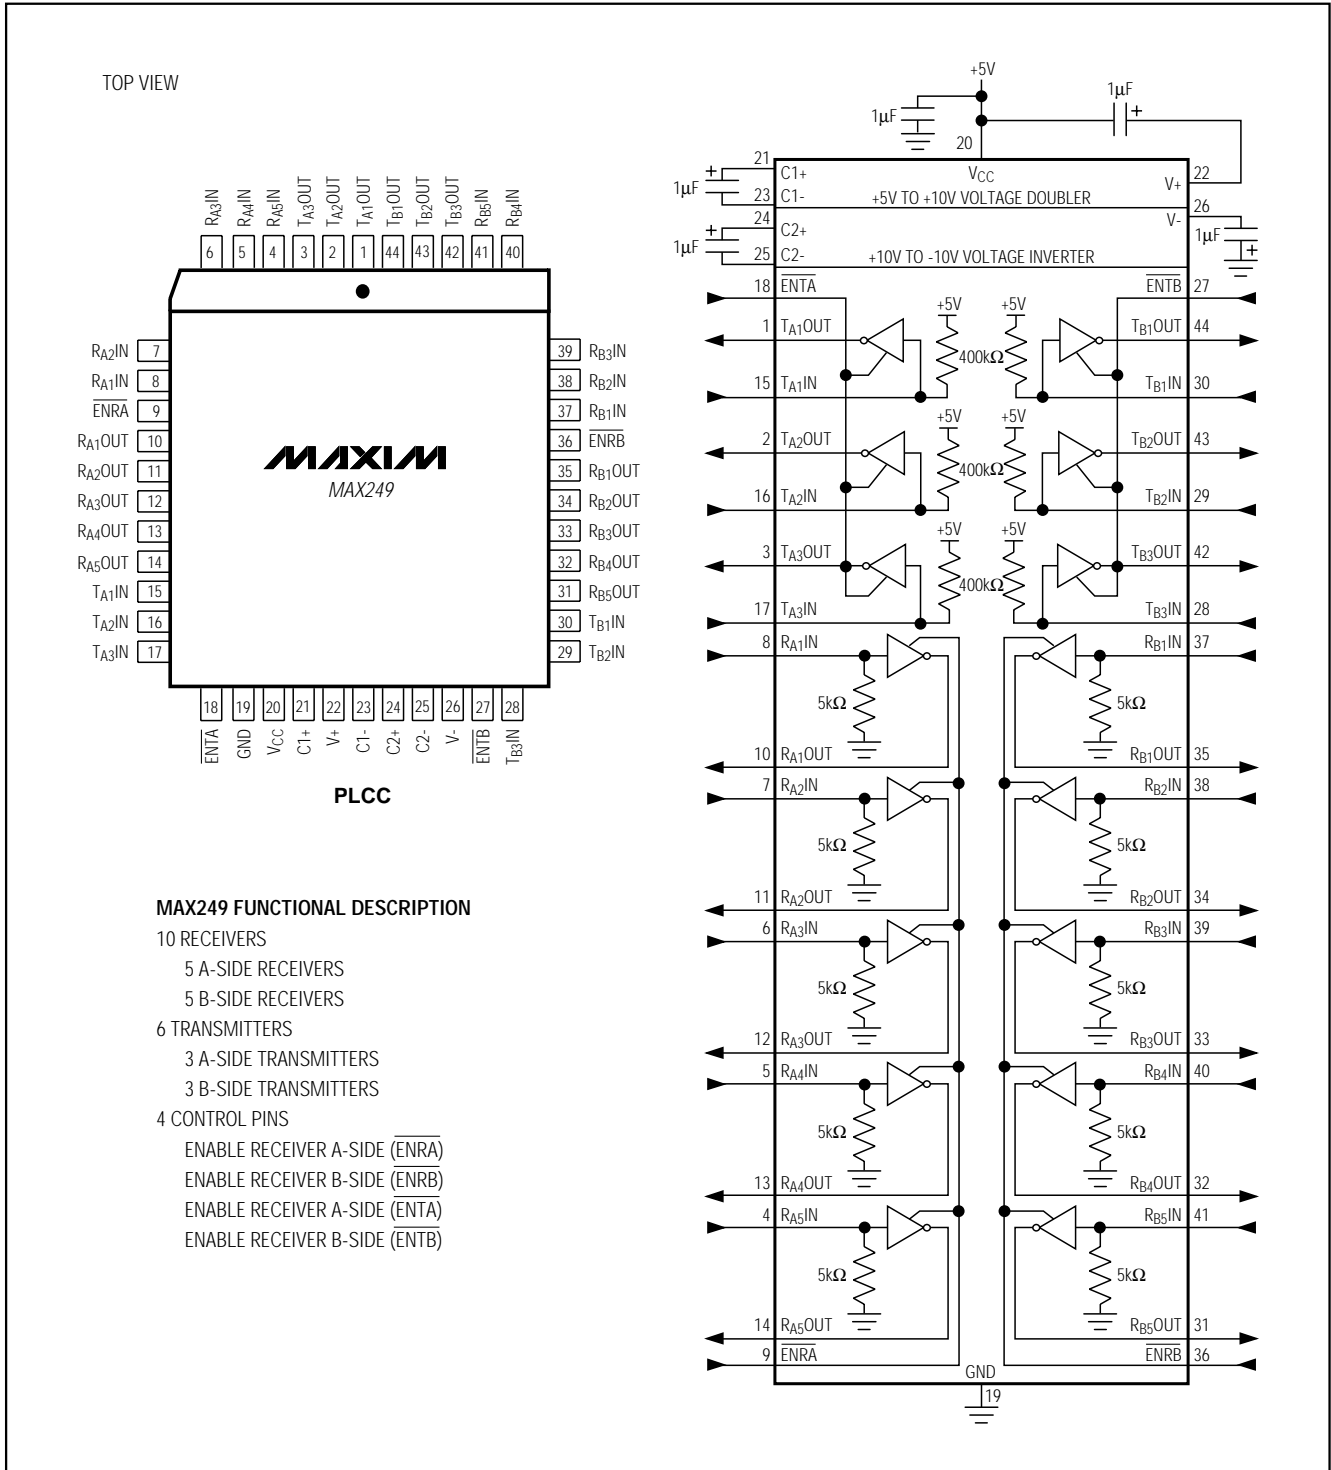 TOP VIEW
RA3IN
RA4IN
RA5IN
TA3OUT
TA2OUT
TA1OUT
TB1OUT
TB2OUT
TB3OUT
RB5IN
RB4IN
6 5 4 3 2 1 44 43 42 41 40
RA2IN 7
RA1IN 8
ENRA 9
RA1OUT 10
RA2OUT 11
RA3OUT 12
RA4OUT 13
RA5OUT 14
TA1IN 15
TA2IN 16
TA3IN 17
MAXIM
MAX249
39 RB3IN
38 RB2IN
37 RB1IN
36 ENRB
35 RB1OUT
34 RB2OUT
33 RB3OUT
32 RB4OUT
31 RB5OUT
30 TB1IN
29 TB2IN
18 19 20 21 22 23 24 25 26 27 28
ENTA
GND
VCC
C1+
V+
C1-
C2+
C2-
V-
ENTB
TB3IN
PLCC
MAX249 FUNCTIONAL DESCRIPTION
10 RECEIVERS
5 A-SIDE RECEIVERS
5 B-SIDE RECEIVERS
6 TRANSMITTERS
3 A-SIDE TRANSMITTERS
3 B-SIDE TRANSMITTERS
4 CONTROL PINS
ENABLE RECEIVER A-SIDE (ENRA)
ENABLE RECEIVER B-SIDE (ENRB)
ENABLE RECEIVER A-SIDE (ENTA)
ENABLE RECEIVER B-SIDE (ENTB)
+5V
1µF
1µF +
20
21 C1+ VCC V+ 22
+
1µF
23 C1- +5V TO +10V VOLTAGE DOUBLER
V- 26
24 C2+
+
1µF
1µF
+
25 C2- +10V TO -10V VOLTAGE INVERTER
18 ENTA ENTB 27
+5V +5V
1 TA1OUT TB1OUT 44
400kΩ
15 TA1IN TB1IN 30
+5V +5V
2 TA2OUT TB2OUT 43
400kΩ
16 TA2IN TB2IN 29
+5V +5V
3 TA3OUT TB3OUT 42
400kΩ
17 TA3IN TB3IN 28
8 RA1IN RB1IN 37
5kΩ 5kΩ
10 RA1OUT RB1OUT 35
7 RA2IN RB2IN 38
5kΩ 5kΩ
11 RA2OUT RB2OUT 34
6 RA3IN RB3IN 39
5kΩ 5kΩ
12 RA3OUT RB3OUT 33
5 RA4IN RB4IN 40
5kΩ 5kΩ
13 RA4OUT RB4OUT 32
4 RA5IN RB5IN 41
5kΩ 5kΩ
14 RA5OUT RB5OUT 31
9 ENRA ENRB 36
GND
19